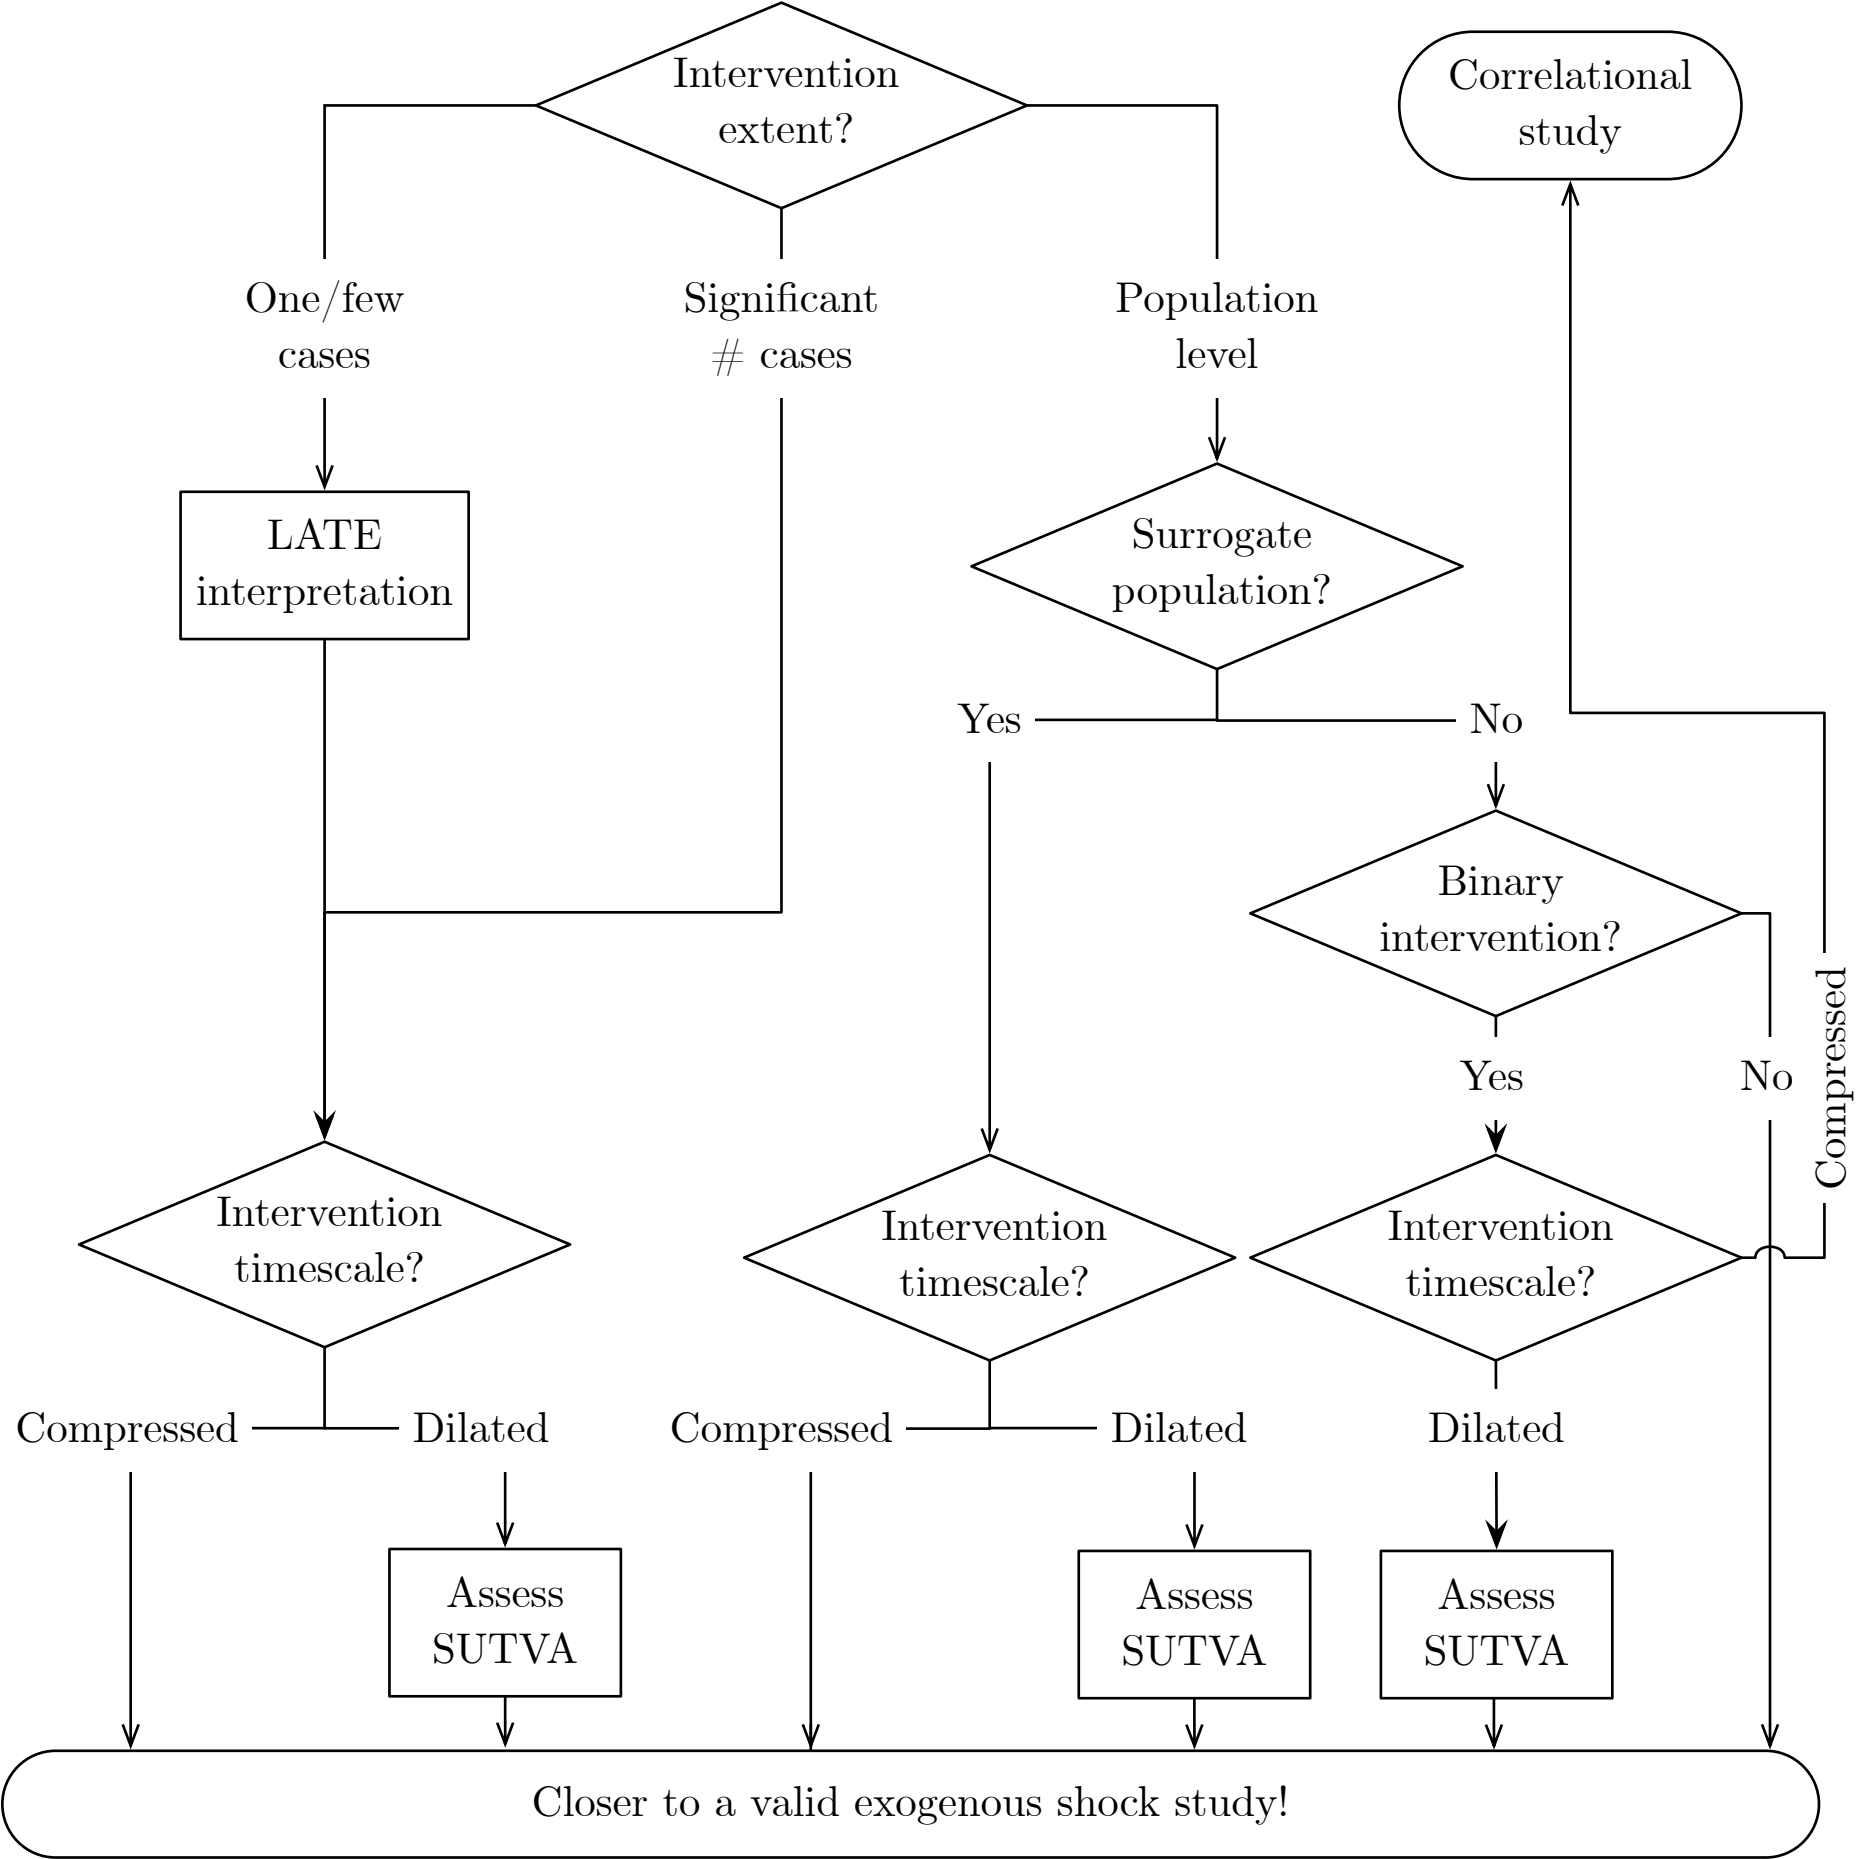 Intervention
extent?
Correlational
study
One/few
cases
Significant
# cases
Population
level
LATE
interpretation
Surrogate
population?
Yes
No
Binary
intervention?
Compressed
Yes
No
Intervention
timescale?
Intervention
timescale?
Intervention
timescale?
Compressed
Dilated
Compressed
Dilated
Dilated
Assess
SUTVA
Assess
SUTVA
Assess
SUTVA
Closer to a valid exogenous shock study!